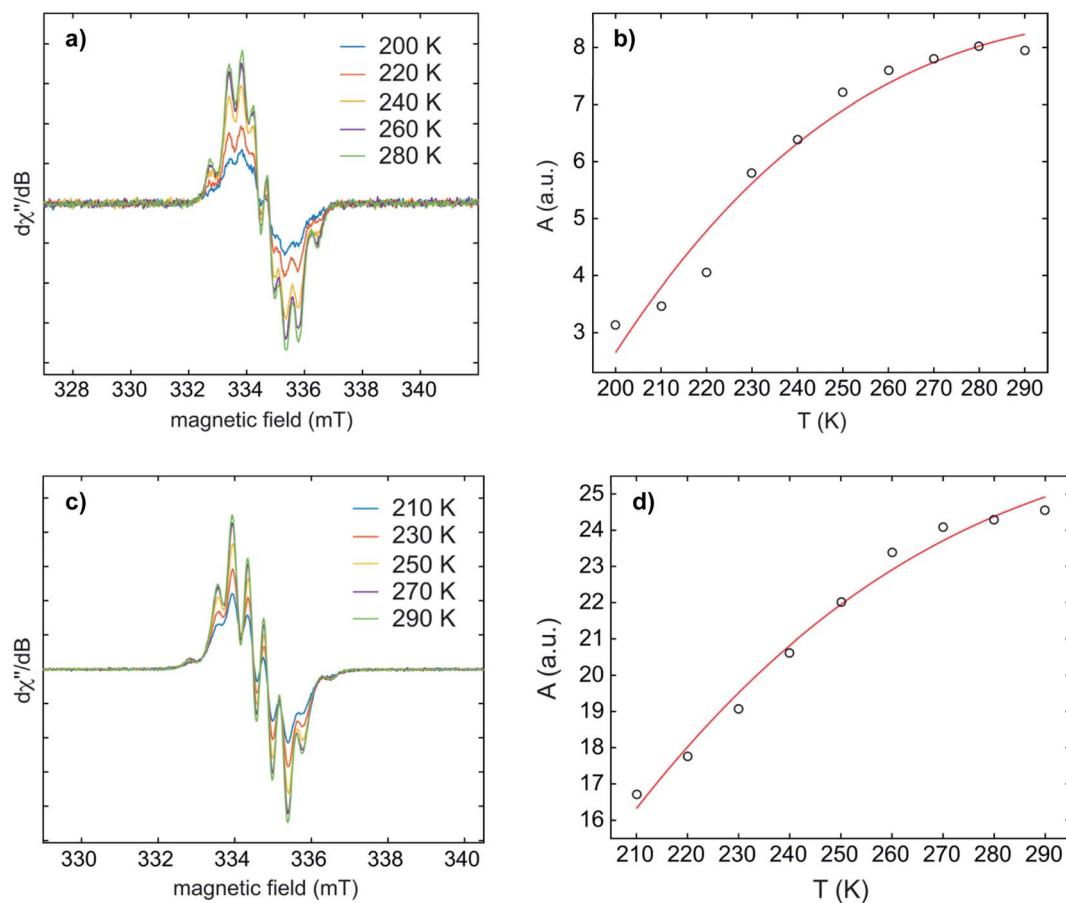 a)
200 K
220 K
240 K
260 K
280 K
dχ"/dB
328 330 332 334 336 338 340
magnetic field (mT)
b)
A (a.u.)
8
7
6
5
4
3
200 210 220 230 240 250 260 270 280 290
T (K)
c)
210 K
230 K
250 K
270 K
290 K
dχ"/dB
330 332 334 336 338 340
magnetic field (mT)
d)
A (a.u.)
25
24
23
22
21
20
19
18
17
16
210 220 230 240 250 260 270 280 290
T (K)